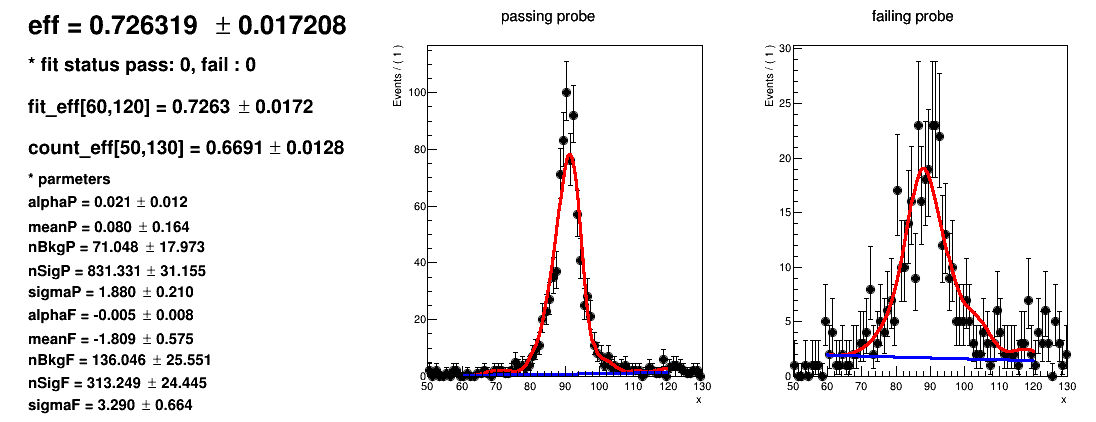 eff = 0.726319 ± 0.017208
* fit status pass: 0, fail : 0
fit_eff[60,120] = 0.7263 ± 0.0172
count_eff[50,130] = 0.6691 ± 0.0128
* parmeters
alphaP = 0.021 ± 0.012
meanP = 0.080 ± 0.164
nBkgP = 71.048 ± 17.973
nSigP = 831.331 ± 31.155
sigmaP = 1.880 ± 0.210
alphaF = -0.005 ± 0.008
meanF = -1.809 ± 0.575
nBkgF = 136.046 ± 25.551
nSigF = 313.249 ± 24.445
sigmaF = 3.290 ± 0.664
passing probe
Events / ( 1 )
100
80
60
40
20
0
50 60 70 80 90 100 110 120 130
x
failing probe
Events / ( 1 )
30
25
20
15
10
5
0
50 60 70 80 90 100 110 120 130
x